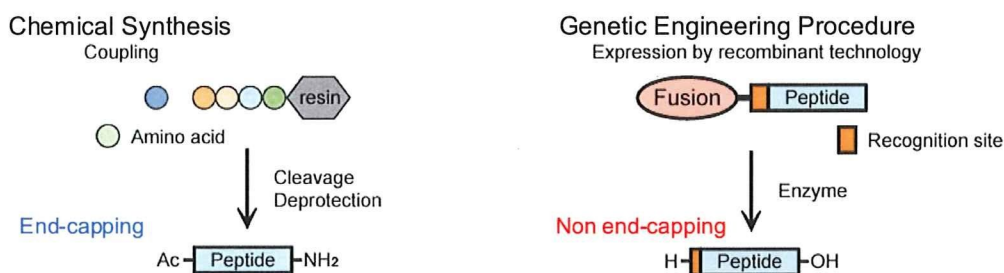 Chemical Synthesis
Coupling
resin
Amino acid
Cleavage
Deprotection
End-capping
Ac
Peptide
NH₂
Genetic Engineering Procedure
Expression by recombinant technology
Fusion
Peptide
Recognition site
Enzyme
Non end-capping
H
Peptide
OH